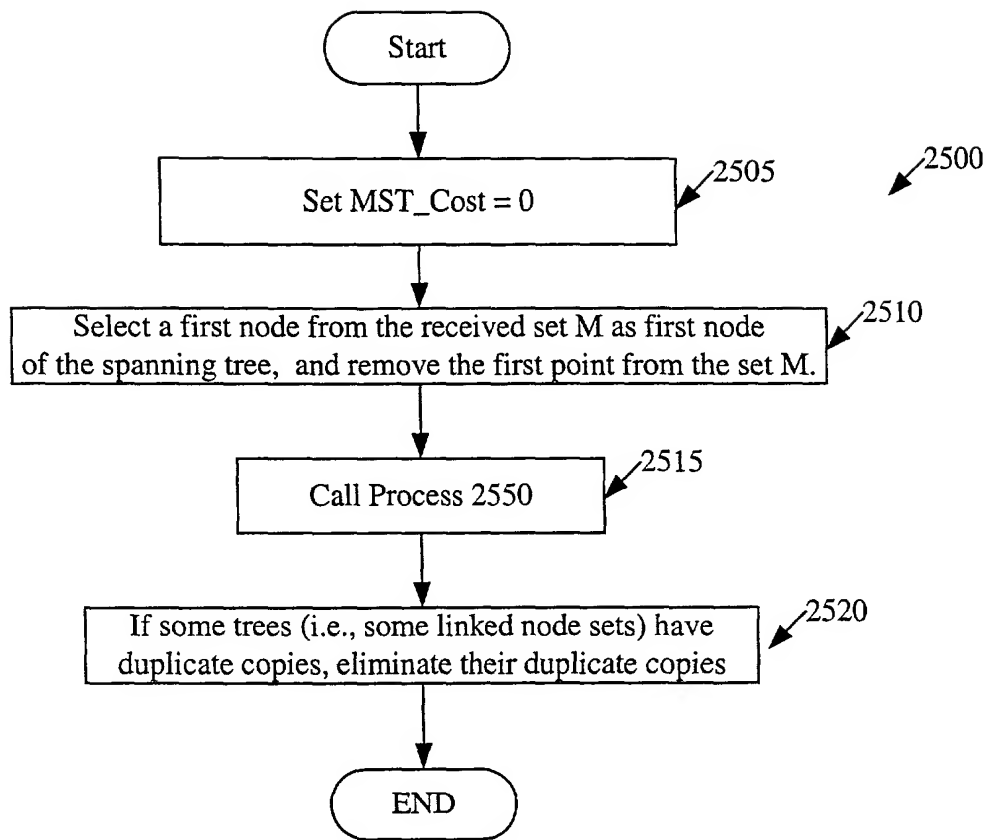 Start
2500
2505
Set MST_Cost = 0
2510
Select a first node from the received set M as first node
of the spanning tree, and remove the first point from the set M.
2515
Call Process 2550
2520
If some trees (i.e., some linked node sets) have
duplicate copies, eliminate their duplicate copies
END